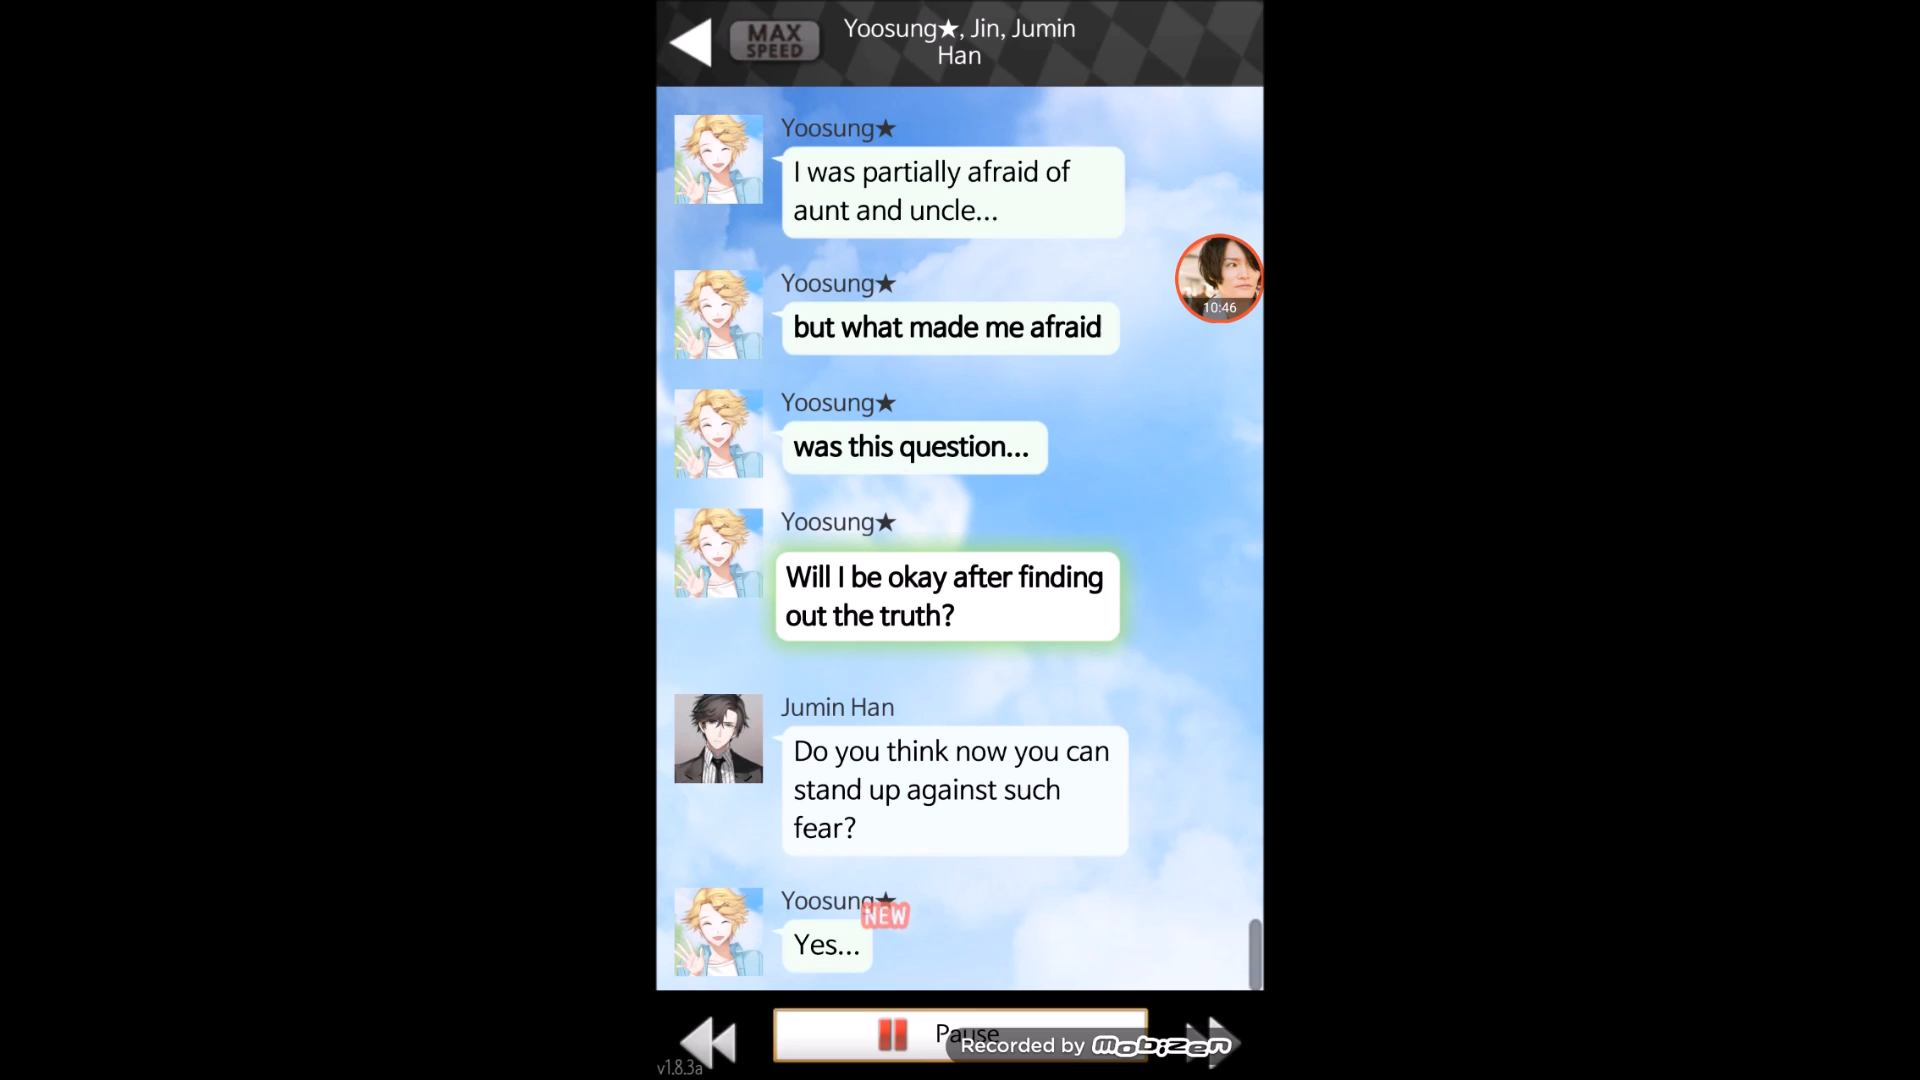 MAX
SPEED
Yoosung★, Jin, Jumin
Han
Yoosung★
I was partially afraid of
aunt and uncle...
10:46
Yoosung★
but what made me afraid
Yoosung★
was this question...
Yoosung★
Will I be okay after finding
out the truth?
Jumin Han
Do you think now you can
stand up against such
fear?
Yoosung★
NEW
Yes...
Pause
Recorded by Mobizen
v1.8.3a